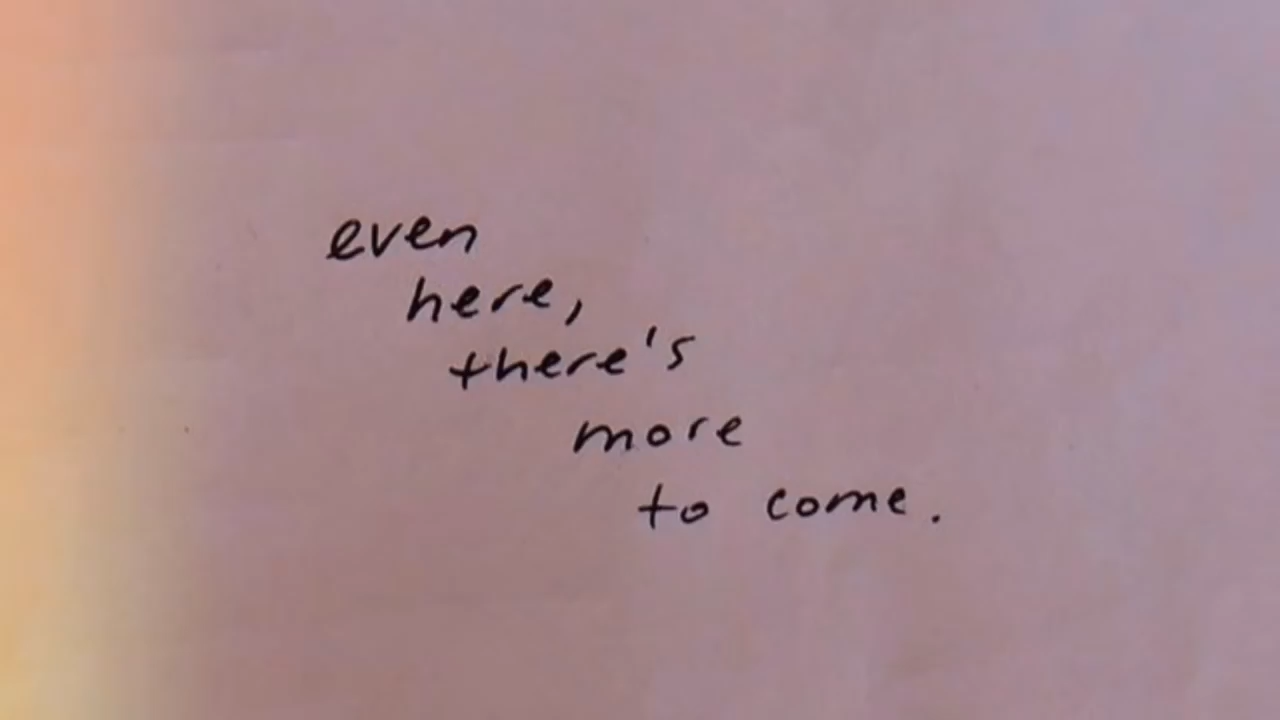 even
here,
there's
more
to come.